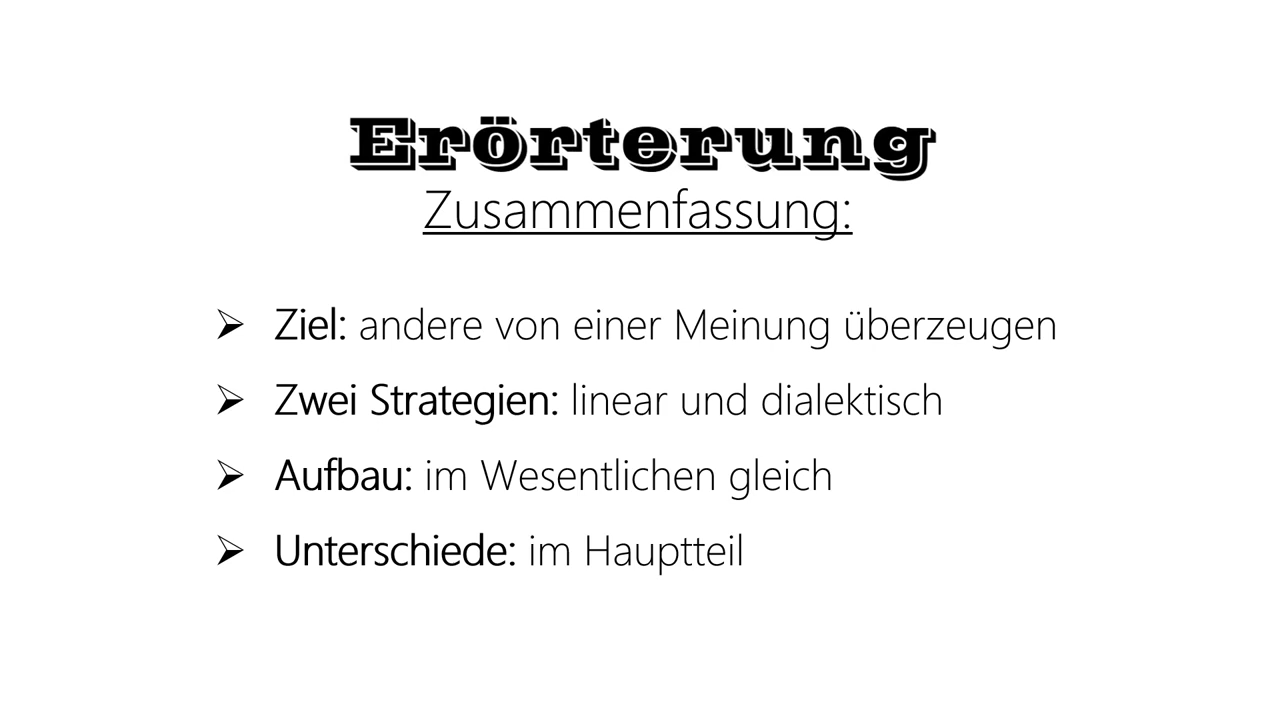 Erörterung
Zusammenfassung:
Ziel: andere von einer Meinung überzeugen
Zwei Strategien: linear und dialektisch
Aufbau: im Wesentlichen gleich
Unterschiede: im Hauptteil